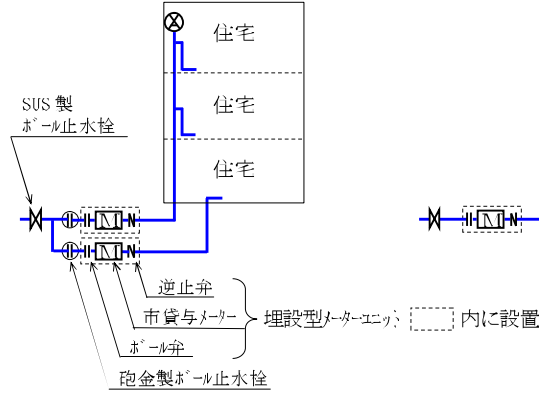 住宅
住宅
住宅
SUS製
ボール止水栓
M
M
M
逆止弁
市貸与メーター
ボール弁
砲金製ボール止水栓
埋設型メーターユニット
内に設置